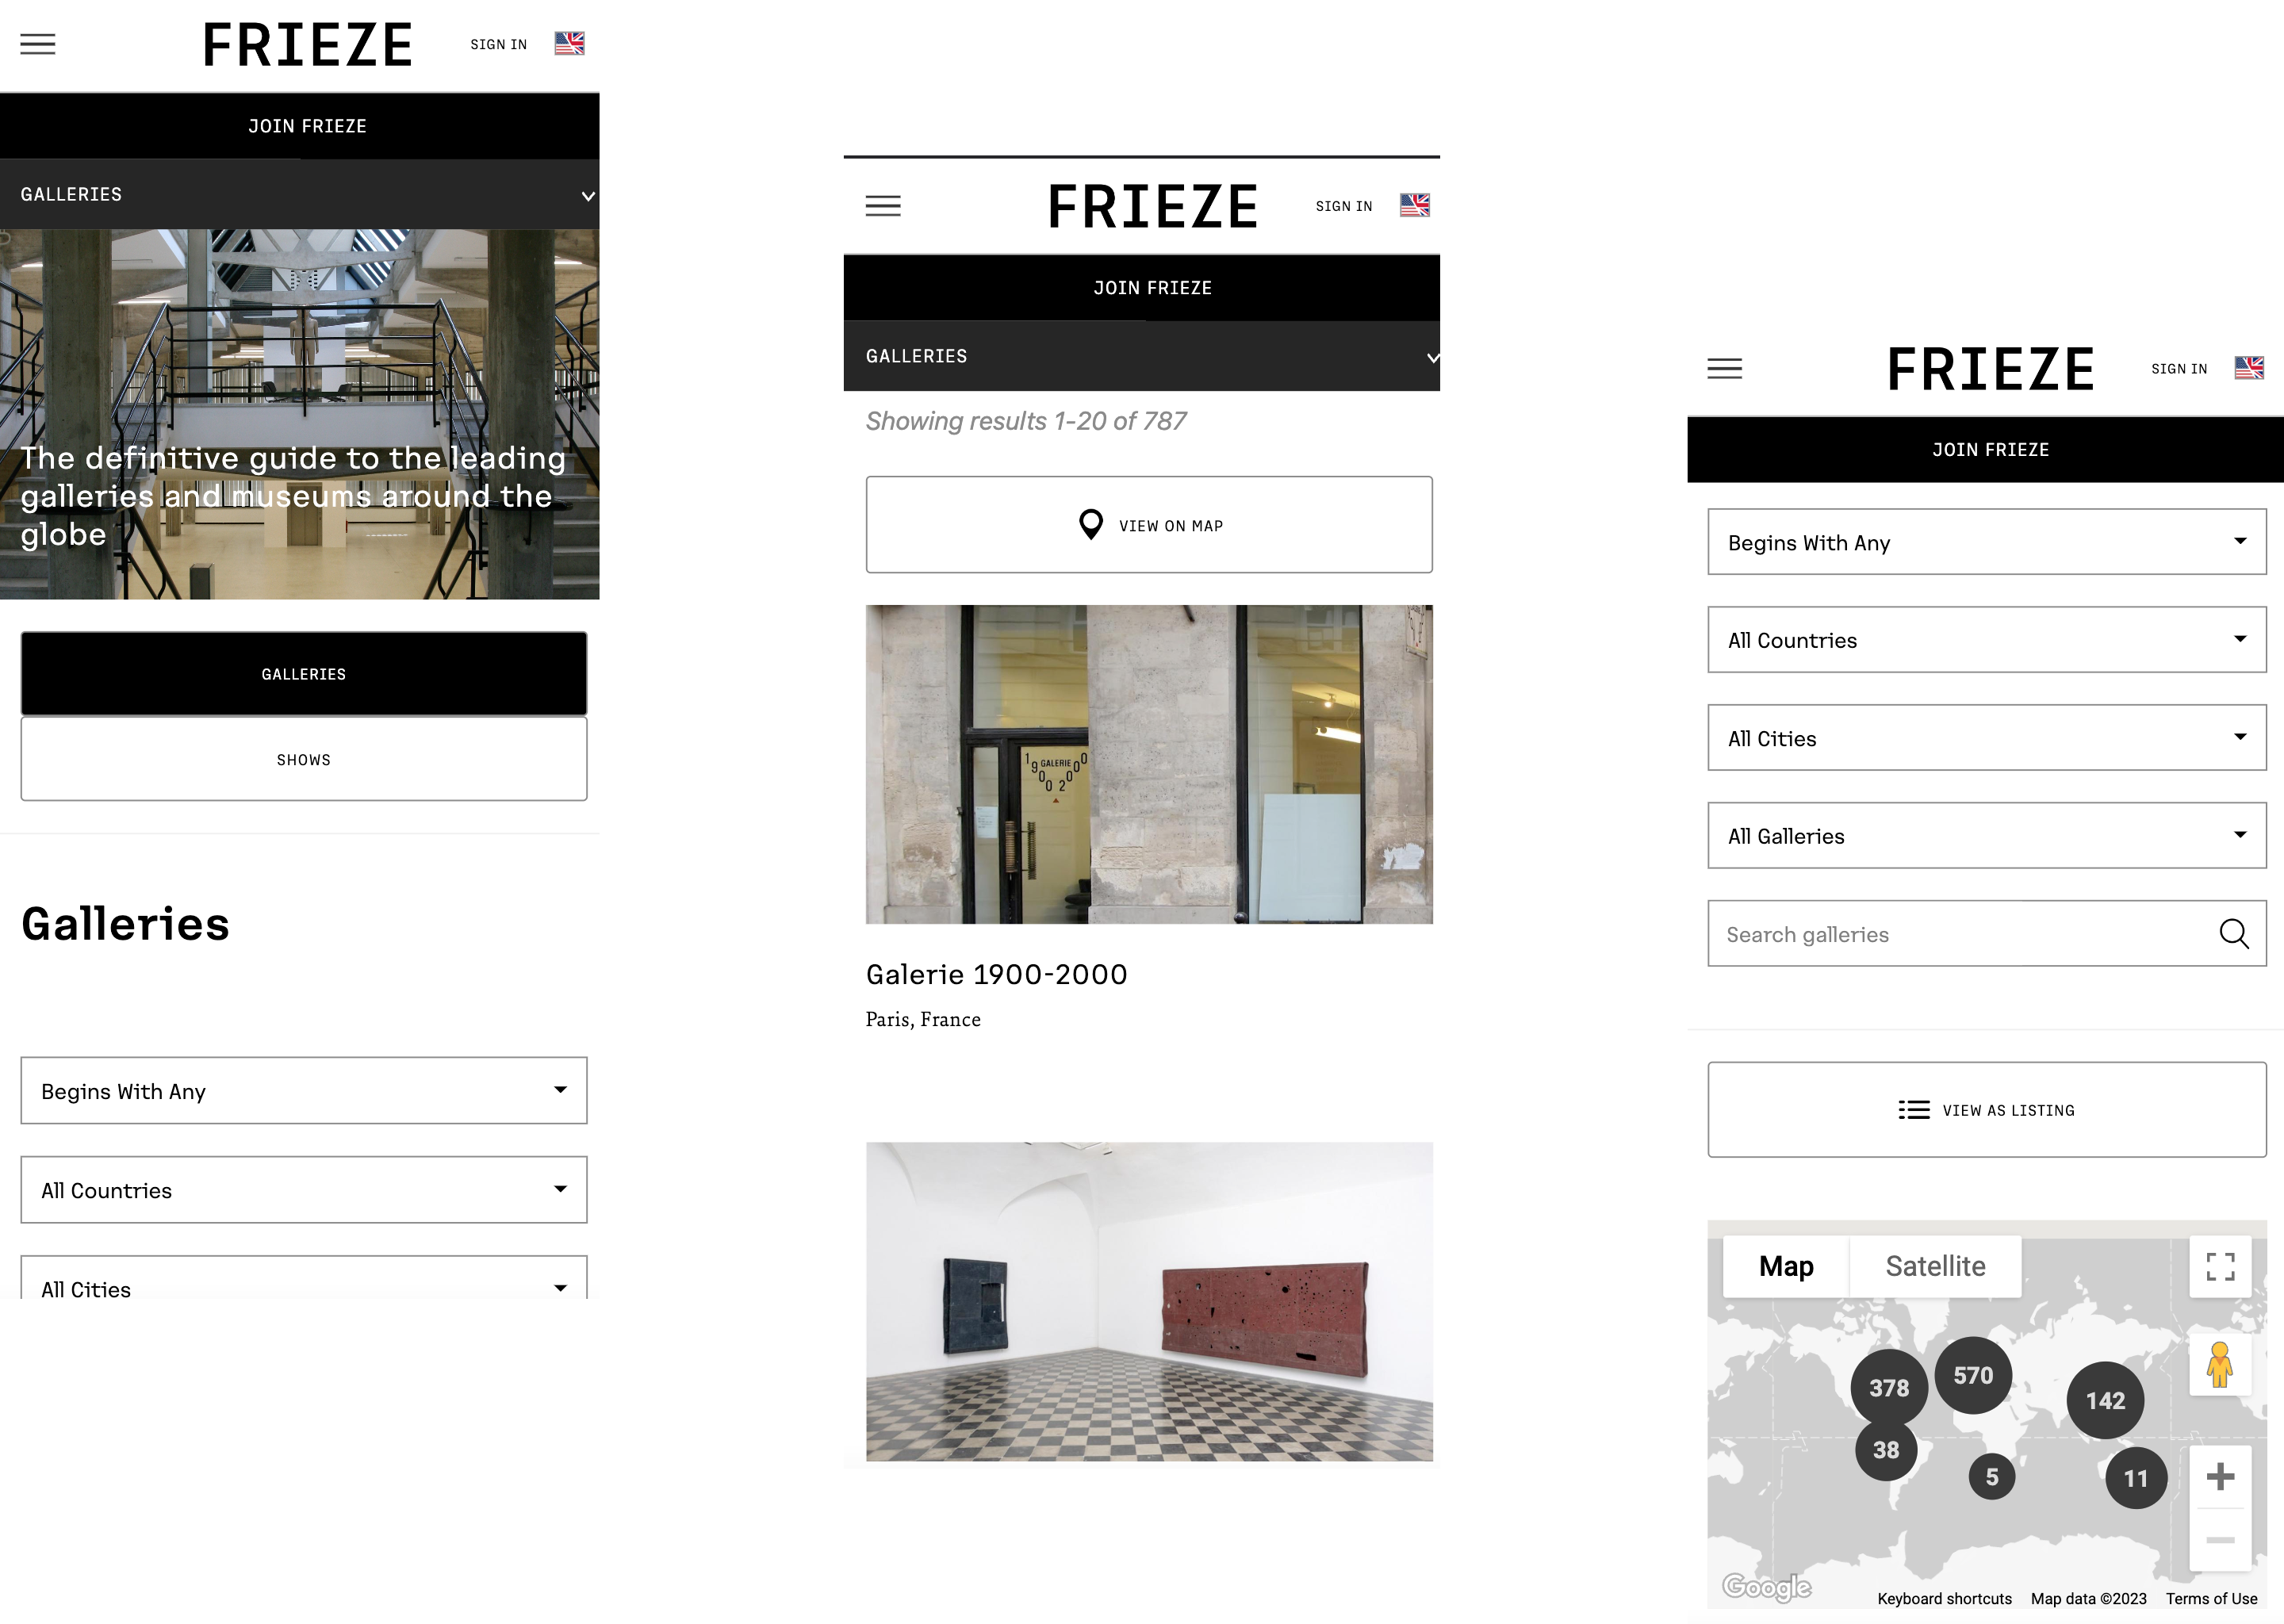 FRIEZE
SIGN IN
JOIN FRIEZE
GALLERIES
The definitive guide to the leading
galleries and museums around the
globe
GALLERIES
SHOWS
Galleries
Begins With Any
All Countries
All Cities
FRIEZE
SIGN IN
JOIN FRIEZE
GALLERIES
Showing results 1-20 of 787
VIEW ON MAP
GALERIE
1900 2000
Galerie 1900-2000
Paris, France
FRIEZE
SIGN IN
JOIN FRIEZE
Begins With Any
All Countries
All Cities
All Galleries
Search galleries
VIEW AS LISTING
Map
Satellite
378
570
142
38
5
11
Google
Keyboard shortcuts
Map data ©2023
Terms of Use